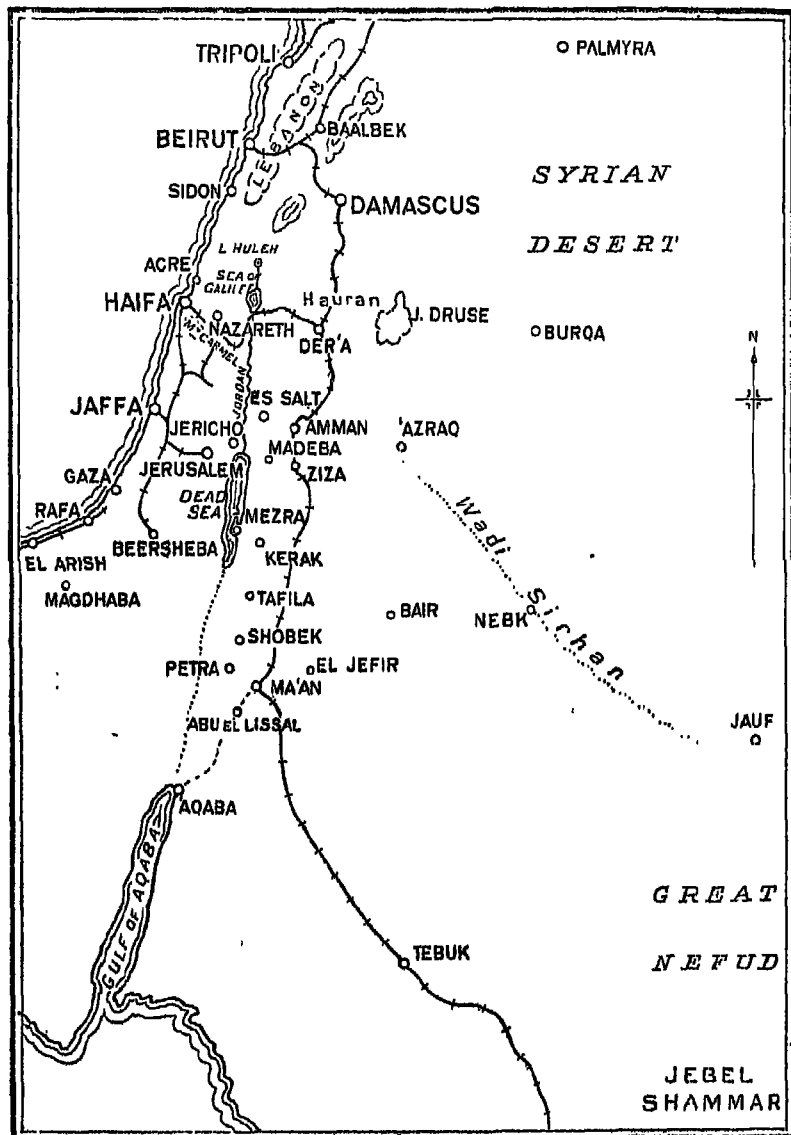 TRIPOLI
PALMYRA
LEBANON
BAALBEK
BEIRUT
SYRIAN
SIDON
DAMASCUS
DESERT
L HULEH
ACRE
SEA OF
GALILEE
HAIFA
Hauran
J. DRUSE
NAZARETH
BURQA
N
DER'A
MT CARMEL
JORDAN
ES SALT
JAFFA
AMMAN
'AZRAQ
JERICHO
MADEBA
JERUSALEM
ZIZA
GAZA
DEAD
SEA
RAFA
MEZRA
Wadi Sirhan
BEERSHEBA
EL ARISH
KERAK
MAGDHABA
TAFILA
BAIR
NEBK
SHOBEK
PETRA
EL JEFIR
MA'AN
ABU EL LISSAL
JAUF
AQABA
GULF OF AQABA
GREAT
TEBUK
NEFUD
JEBEL
SHAMMAR